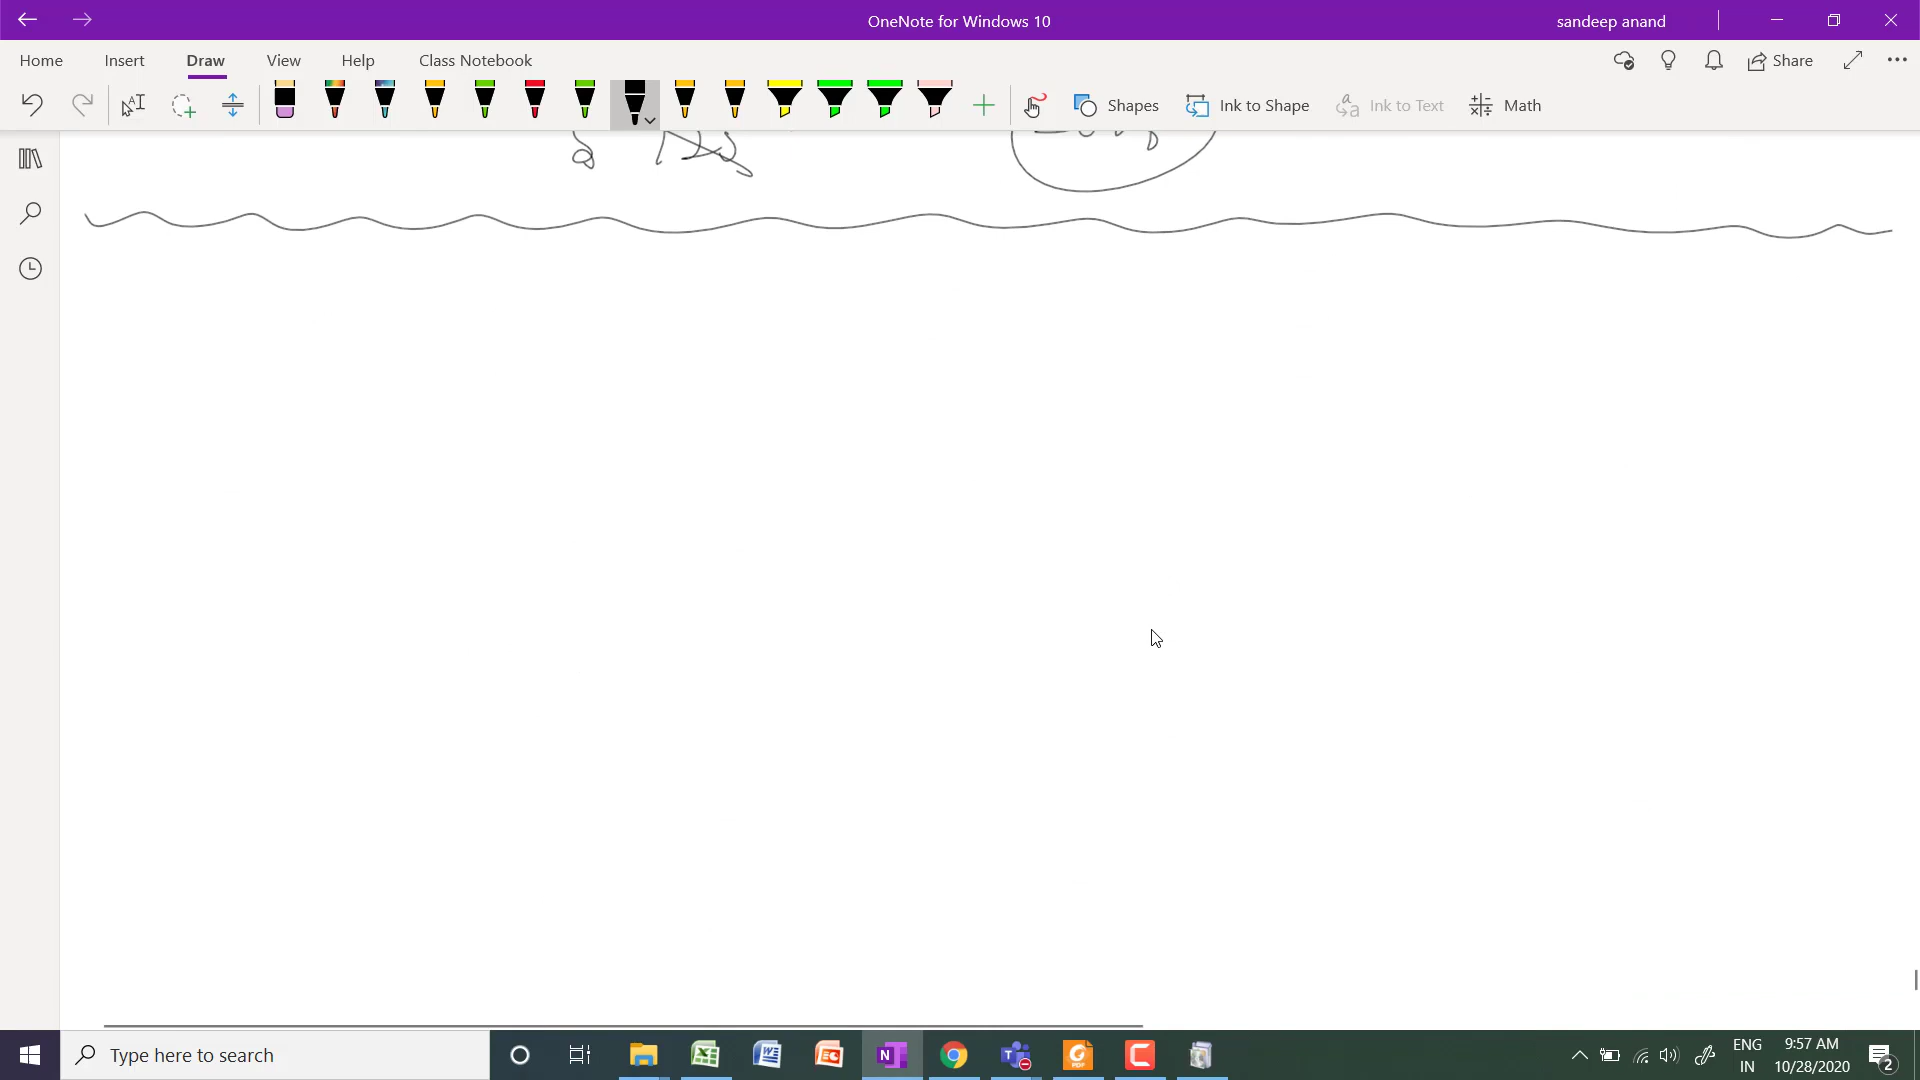 OneNote for Windows 10
sandeep anand
Home Insert Draw View Help Class Notebook
Share
Shapes Ink to Shape Ink to Text Math
Type here to search
ENG
IN
9:57 AM
10/28/2020
2